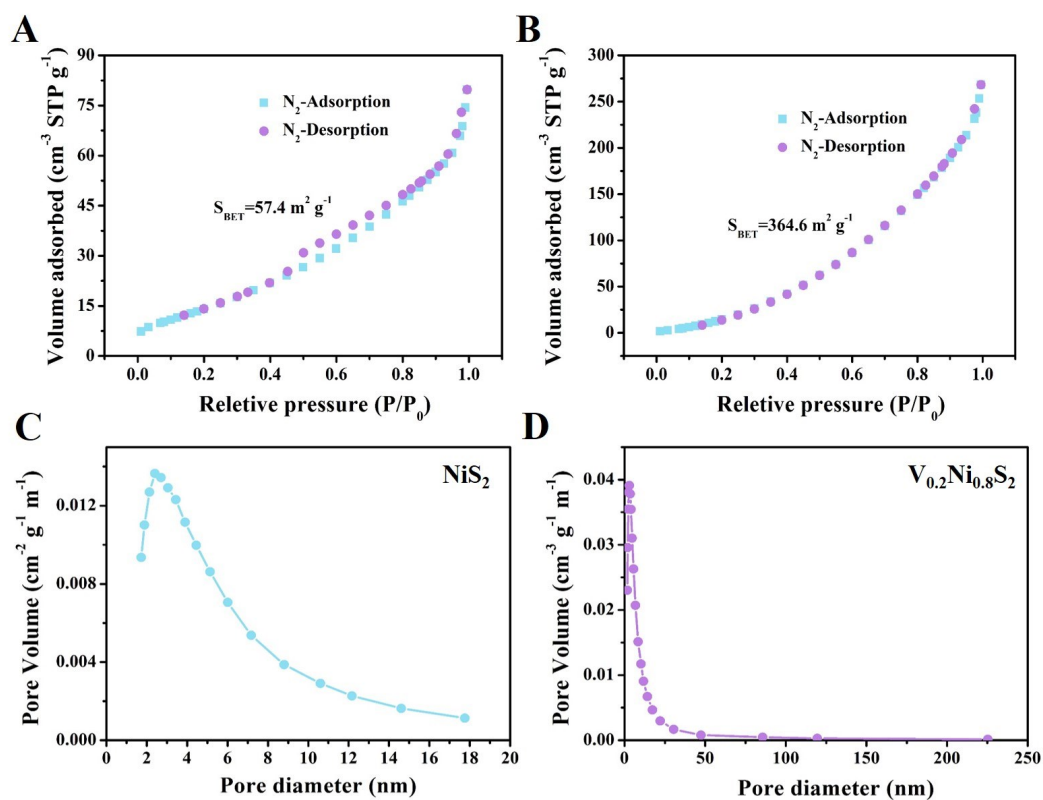 A
B
Volume adsorbed (cm⁻³ STP g⁻¹)
90
75
60
45
30
15
0
N₂-Adsorption
N₂-Desorption
S_BET=57.4 m² g⁻¹
0.0 0.2 0.4 0.6 0.8 1.0
Reletive pressure (P/P₀)
Volume adsorbed (cm⁻³ STP g⁻¹)
300
250
200
150
100
50
0
N₂-Adsorption
N₂-Desorption
S_BET=364.6 m² g⁻¹
0.0 0.2 0.4 0.6 0.8 1.0
Reletive pressure (P/P₀)
C
D
Pore Volume (cm⁻² g⁻¹ m⁻¹)
0.012
0.008
0.004
0.000
NiS₂
0 2 4 6 8 10 12 14 16 18 20
Pore diameter (nm)
Pore Volume (cm⁻³ g⁻¹ m⁻¹)
0.04
0.03
0.02
0.01
0.00
V₀.₂Ni₀.₈S₂
0 50 100 150 200 250
Pore diameter (nm)